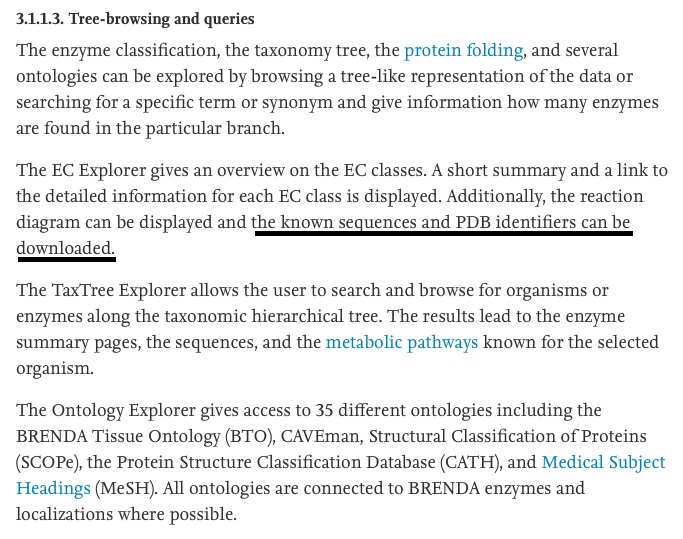 3.1.1.3. Tree-browsing and queries
The enzyme classification, the taxonomy tree, the protein folding, and several
ontologies can be explored by browsing a tree-like representation of the data or
searching for a specific term or synonym and give information how many enzymes
are found in the particular branch.
The EC Explorer gives an overview on the EC classes. A short summary and a link to
the detailed information for each EC class is displayed. Additionally, the reaction
diagram can be displayed and the known sequences and PDB identifiers can be
downloaded.
The TaxTree Explorer allows the user to search and browse for organisms or
enzymes along the taxonomic hierarchical tree. The results lead to the enzyme
summary pages, the sequences, and the metabolic pathways known for the selected
organism.
The Ontology Explorer gives access to 35 different ontologies including the
BRENDA Tissue Ontology (BTO), CAVEman, Structural Classification of Proteins
(SCOPe), the Protein Structure Classification Database (CATH), and Medical Subject
Headings (MeSH). All ontologies are connected to BRENDA enzymes and
localizations where possible.